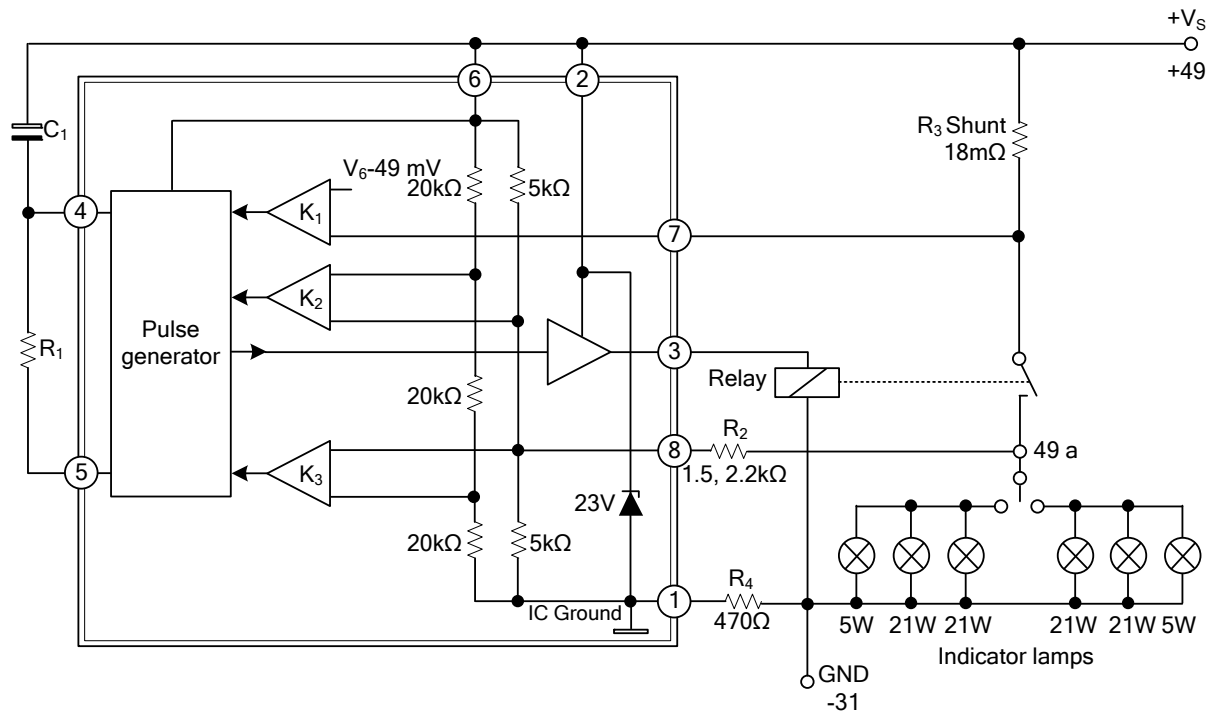 +VS
+49
6
2
C1
R3 Shunt
18mΩ
V6-49 mV
20kΩ
5kΩ
4
K1
7
K2
Pulse
generator
R1
3
Relay
20kΩ
R2
8
49 a
1.5, 2.2kΩ
5
K3
23V
20kΩ
5kΩ
R4
1
IC Ground
470Ω
5W
21W
21W
21W
21W
5W
Indicator lamps
GND
-31